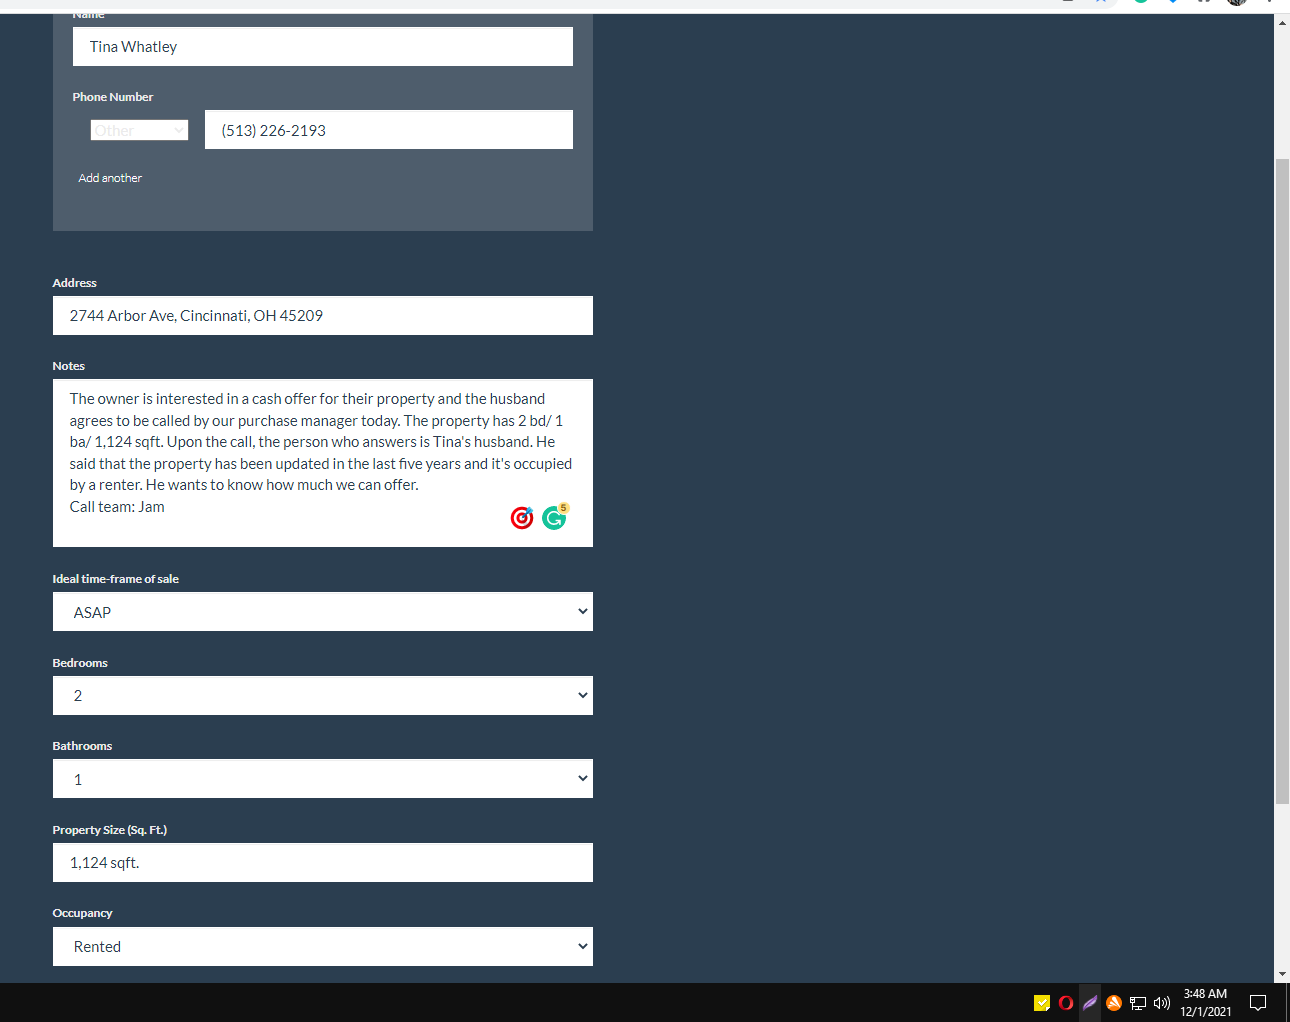 Name
Tina Whatley
Phone Number
Other
(513) 226-2193
Add another
Address
2744 Arbor Ave, Cincinnati, OH 45209
Notes
The owner is interested in a cash offer for their property and the husband
agrees to be called by our purchase manager today. The property has 2 bd/ 1
ba/ 1,124 sqft. Upon the call, the person who answers is Tina's husband. He
said that the property has been updated in the last five years and it's occupied
by a renter. He wants to know how much we can offer.
Call team: Jam
5
Ideal time-frame of sale
ASAP
Bedrooms
2
Bathrooms
1
Property Size (Sq. Ft.)
1,124 sqft.
Occupancy
Rented
3:48 AM
12/1/2021